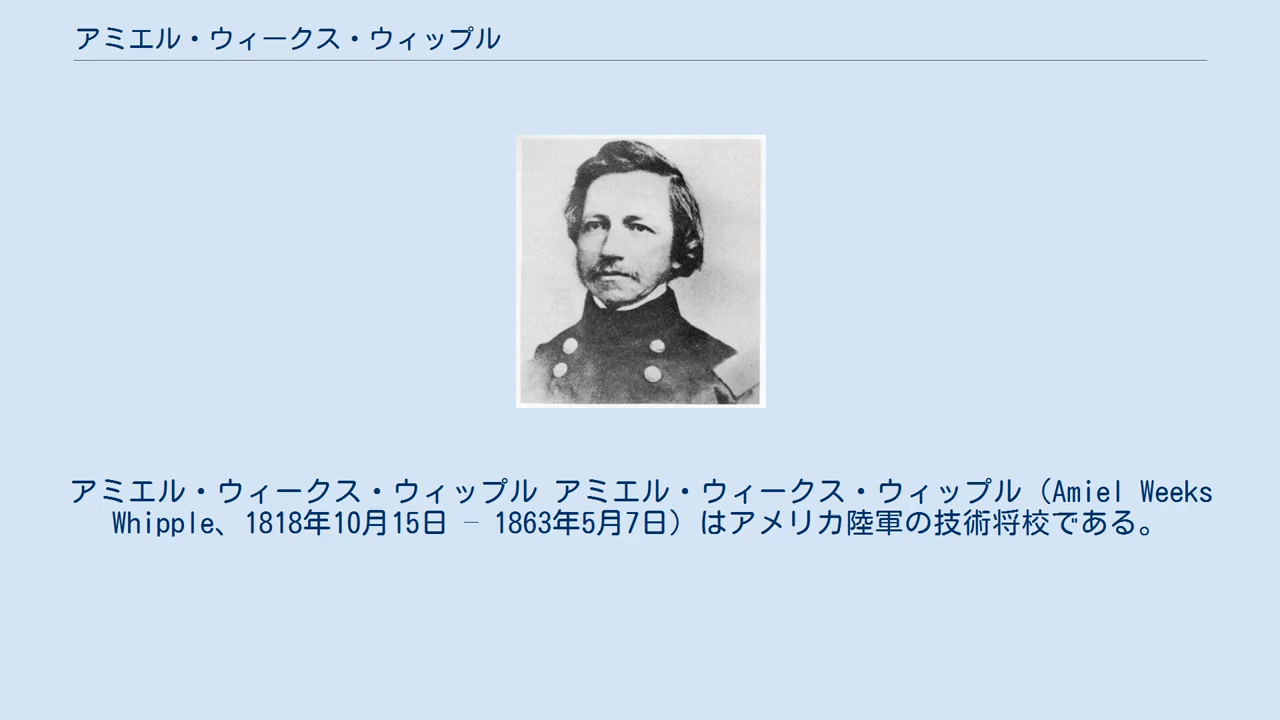 アミエル・ウィークス・ウィップル
アミエル・ウィークス・ウィップル アミエル・ウィークス・ウィップル（Amiel Weeks
Whipple、1818年10月15日 – 1863年5月7日）はアメリカ陸軍の技術将校である。